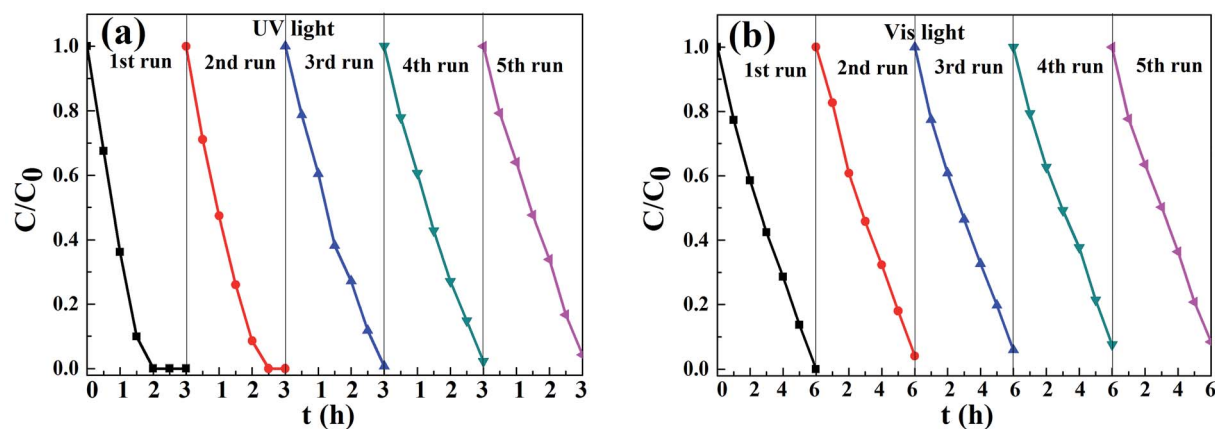 (a)
UV light
1st run
2nd run
3rd run
4th run
5th run
C/C0
1.0
0.8
0.6
0.4
0.2
0.0
0 1 2 3 1 2 3 1 2 3 1 2 3 1 2 3
t (h)
(b)
Vis light
1st run
2nd run
3rd run
4th run
5th run
C/C0
1.0
0.8
0.6
0.4
0.2
0.0
0 2 4 6 2 4 6 2 4 6 2 4 6 2 4 6
t (h)